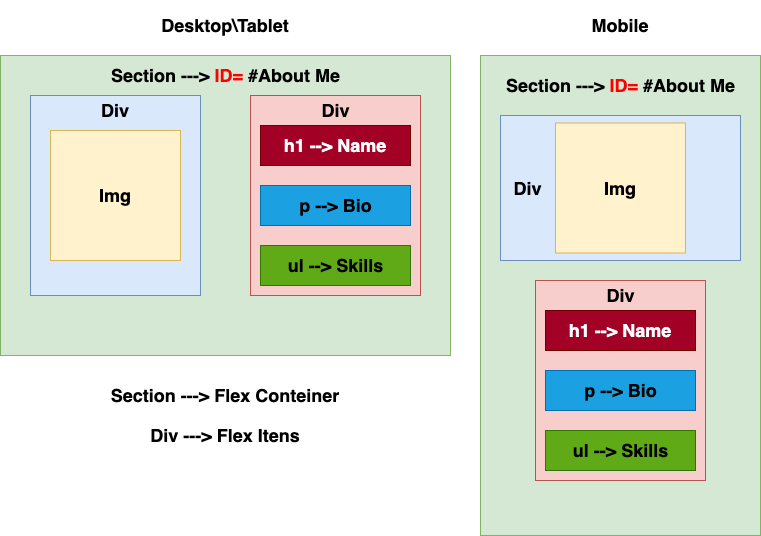 Desktop\Tablet
Section ---> ID= #About Me
Div
Img
Div
h1 --> Name
p --> Bio
ul --> Skills
Section ---> Flex Conteiner
Div ---> Flex Itens
Mobile
Section ---> ID= #About Me
Div
Img
Div
h1 --> Name
p --> Bio
ul --> Skills